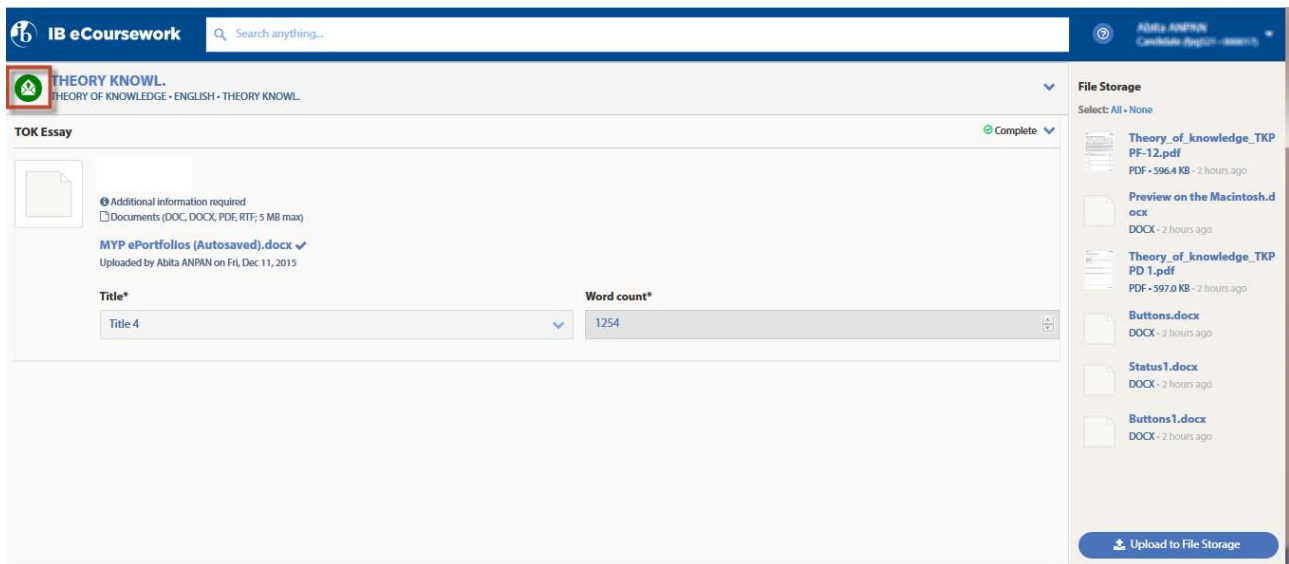 IB eCoursework
Search anything...
Abita ANPAN
THEORY KNOWL.
THEORY OF KNOWLEDGE • ENGLISH • THEORY KNOWL.
TOK Essay
Complete
Additional information required
Documents (DOC, DOCX, PDF, RTF; 5 MB max)
MYP ePortfolios (Autosaved).docx
Uploaded by Abita ANPAN on Fri, Dec 11, 2015
Title*
Word count*
Title 4
1254
File Storage
Select: All • None
Theory_of_knowledge_TKP
PF-12.pdf
PDF • 596.4 KB - 2 hours ago
Preview on the Macintosh.d
ocx
DOCX - 2 hours ago
Theory_of_knowledge_TKP
PD 1.pdf
PDF • 597.0 KB - 2 hours ago
Buttons.docx
DOCX - 2 hours ago
Status1.docx
DOCX - 2 hours ago
Buttons1.docx
DOCX - 2 hours ago
Upload to File Storage